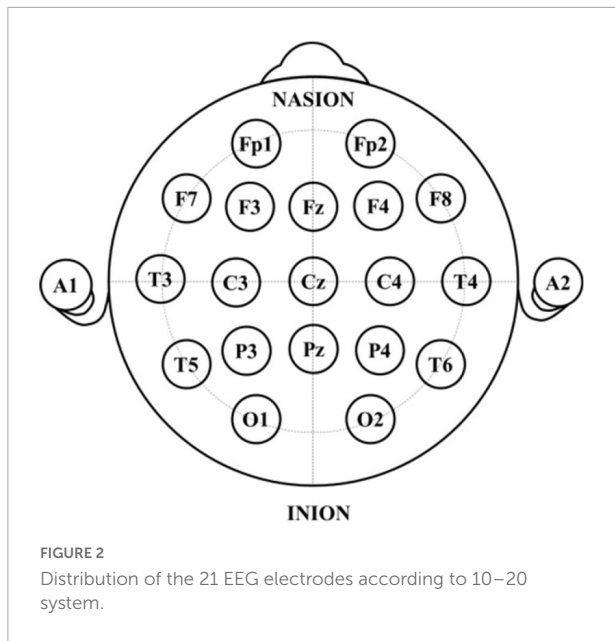 NASION
Fp1 Fp2
F7 F3 Fz F4 F8
A1 T3 C3 Cz C4 T4 A2
T5 P3 Pz P4 T6
O1 O2
INION
FIGURE 2
Distribution of the 21 EEG electrodes according to 10–20
system.